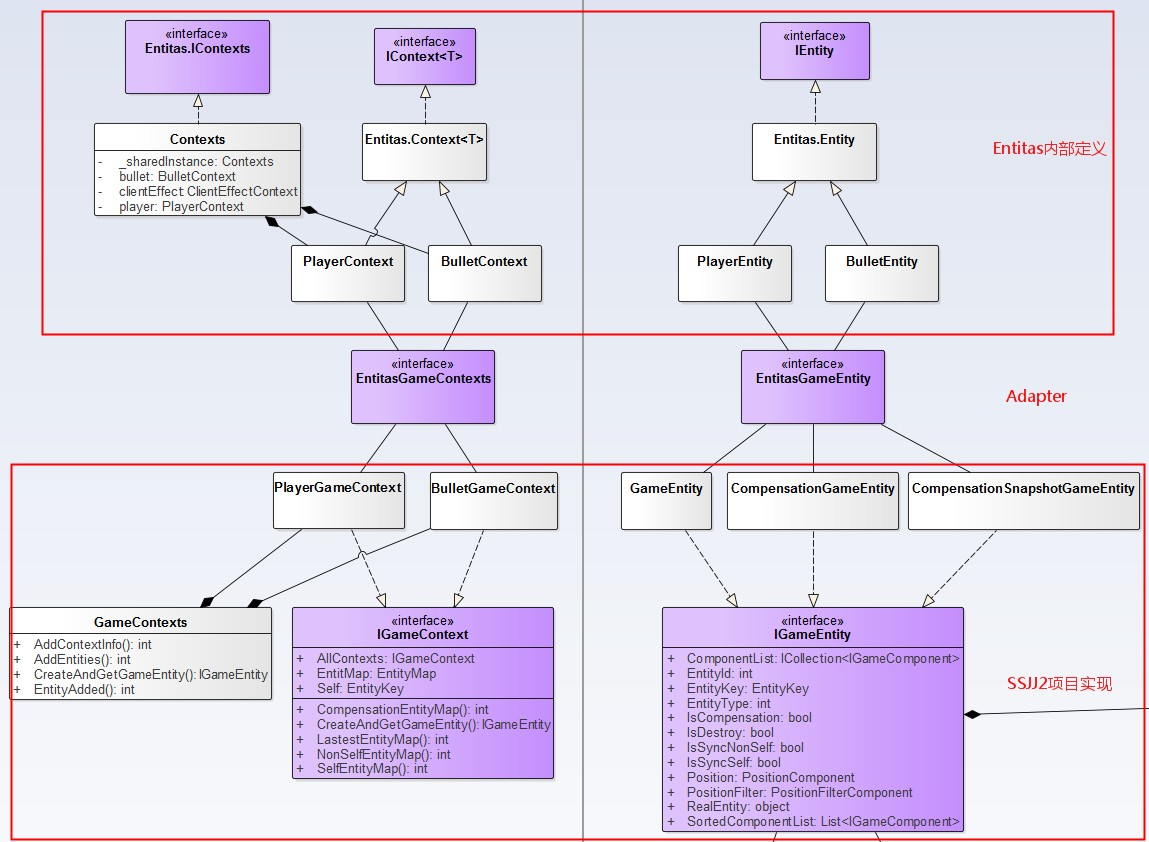 «interface»
Entitas.IContexts
«interface»
IContext<T>
«interface»
IEntity
Contexts
- _sharedInstance: Contexts
- bullet: BulletContext
- clientEffect: ClientEffectContext
- player: PlayerContext
Entitas.Context<T>
Entitas.Entity
Entitas内部定义
PlayerContext
BulletContext
PlayerEntity
BulletEntity
«interface»
EntitasGameContexts
«interface»
EntitasGameEntity
Adapter
PlayerGameContext
BulletGameContext
GameEntity
CompensationGameEntity
CompensationSnapshotGameEntity
GameContexts
+ AddContextInfo(): int
+ AddEntities(): int
+ CreateAndGetGameEntity(): IGameEntity
+ EntityAdded(): int
«interface»
IGameContext
+ AllContexts: IGameContext
+ EntitMap: EntityMap
+ Self: EntityKey
+ CompensationEntityMap(): int
+ CreateAndGetGameEntity(): IGameEntity
+ LastestEntityMap(): int
+ NonSelfEntityMap(): int
+ SelfEntityMap(): int
«interface»
IGameEntity
+ ComponentList: ICollection<IGameComponent>
+ EntityId: int
+ EntityKey: EntityKey
+ EntityType: int
+ IsCompensation: bool
+ IsDestroy: bool
+ IsSyncNonSelf: bool
+ IsSyncSelf: bool
+ Position: PositionComponent
+ PositionFilter: PositionFilterComponent
+ RealEntity: object
+ SortedComponentList: List<IGameComponent>
SSJJ2项目实现